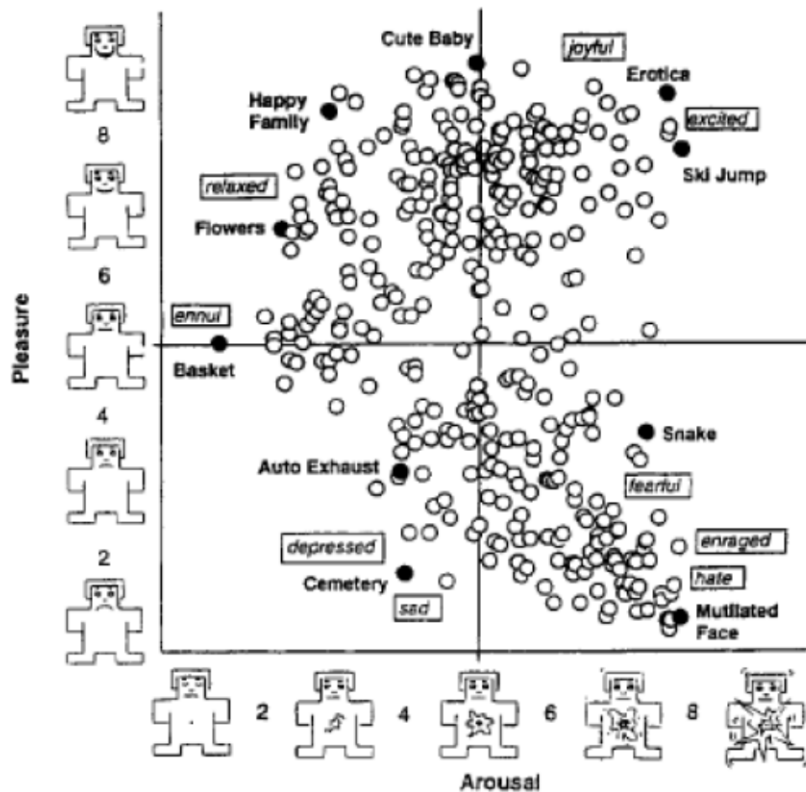 Cute Baby
joyful
Erotica
Happy
Family
8
excited
Ski Jump
relaxed
Flowers
6
Pleasure
ennui
Basket
4
Snake
Auto Exhaust
fearful
2
depressed
enraged
Cemetery
hate
sad
Mutilated
Face
2 4 6 8
Arousal